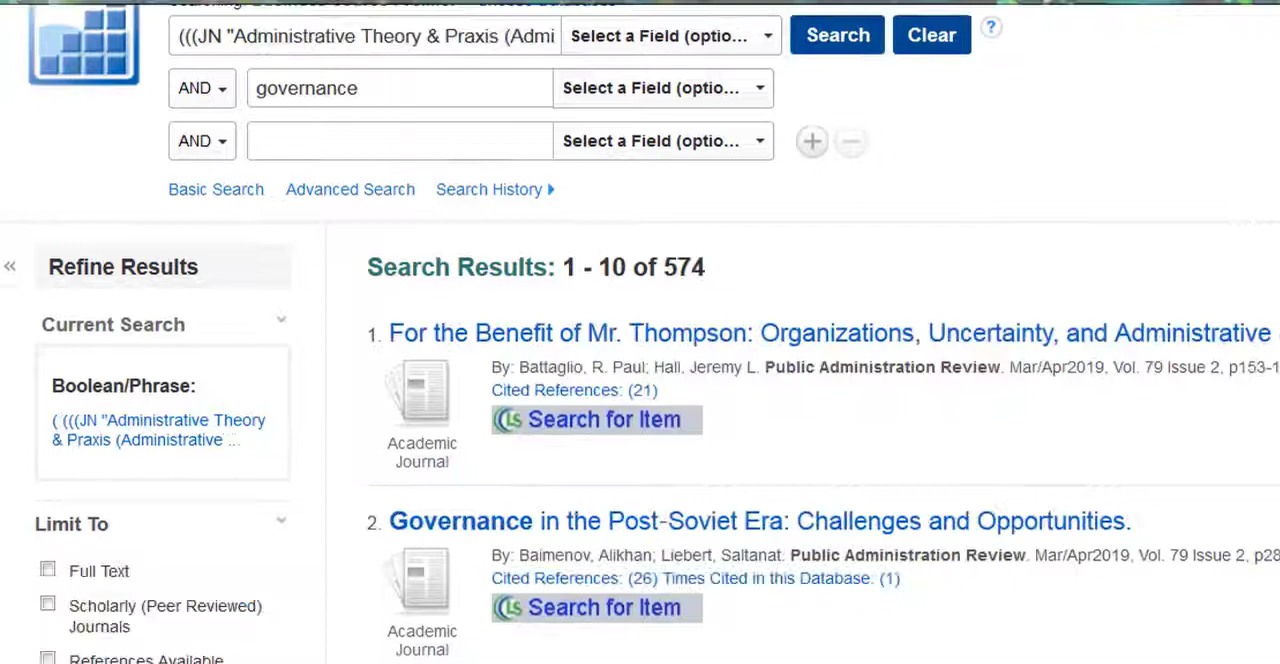 (((JN "Administrative Theory & Praxis (Admi Select a Field (optio... Search Clear ?
AND governance Select a Field (optio...
AND Select a Field (optio...
Basic Search Advanced Search Search History
« Refine Results
Search Results: 1 - 10 of 574
Current Search
Boolean/Phrase:
( (((JN "Administrative Theory
& Praxis (Administrative ...
Limit To
Full Text
Scholarly (Peer Reviewed)
Journals
References Available
1. For the Benefit of Mr. Thompson: Organizations, Uncertainty, and Administrative
By: Battaglio, R. Paul; Hall, Jeremy L. Public Administration Review. Mar/Apr2019, Vol. 79 Issue 2, p153-1
Cited References: (21)
LS Search for Item
Academic
Journal
2. Governance in the Post-Soviet Era: Challenges and Opportunities.
By: Baimenov, Alikhan; Liebert, Saltanat. Public Administration Review. Mar/Apr2019, Vol. 79 Issue 2, p28
Cited References: (26) Times Cited in this Database: (1)
LS Search for Item
Academic
Journal